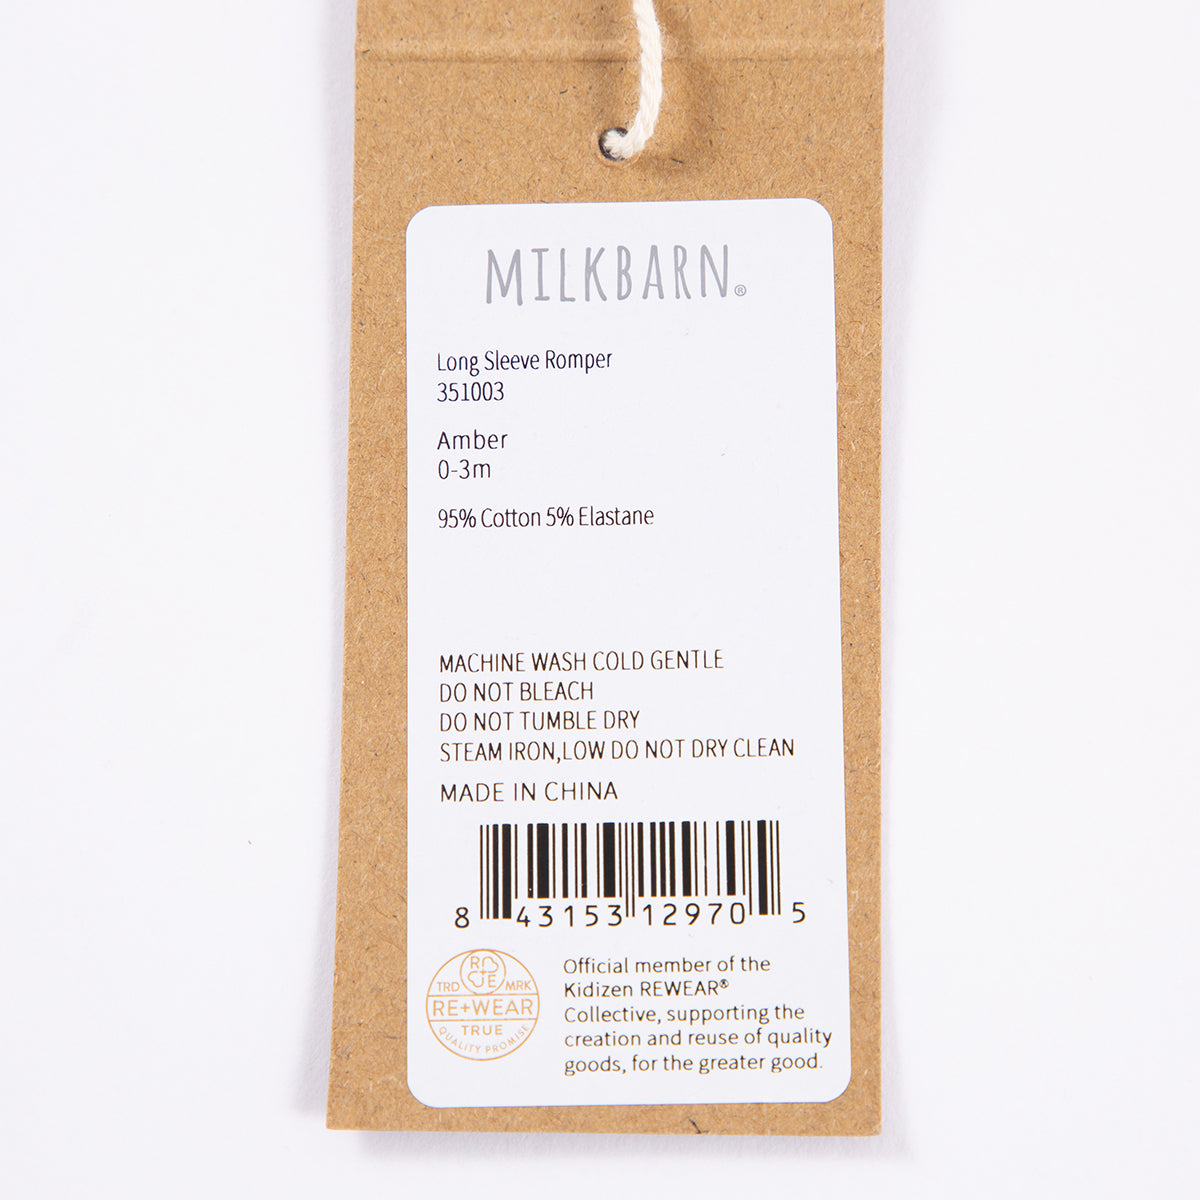 MILKBARN®
Long Sleeve Romper
351003
Amber
0-3m
95% Cotton 5% Elastane
MACHINE WASH COLD GENTLE
DO NOT BLEACH
DO NOT TUMBLE DRY
STEAM IRON,LOW DO NOT DRY CLEAN
MADE IN CHINA
8 43153 12970 5
R E
TRD MRK
RE+WEAR
TRUE
QUALITY PROMISE
Official member of the
Kidizen REWEAR®
Collective, supporting the
creation and reuse of quality
goods, for the greater good.